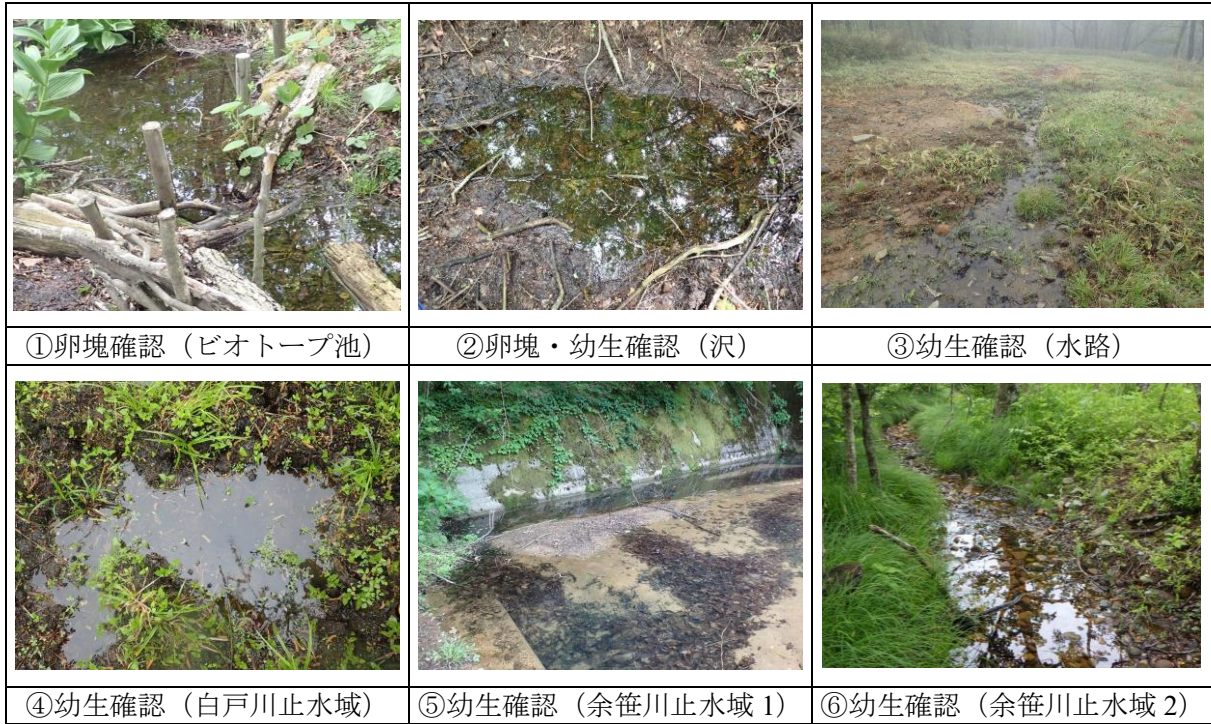 ①卵塊確認（ビオトープ池）
②卵塊・幼生確認（沢）
③幼生確認（水路）
④幼生確認（白戸川止水域）
⑤幼生確認（余笹川止水域 1）
⑥幼生確認（余笹川止水域 2）